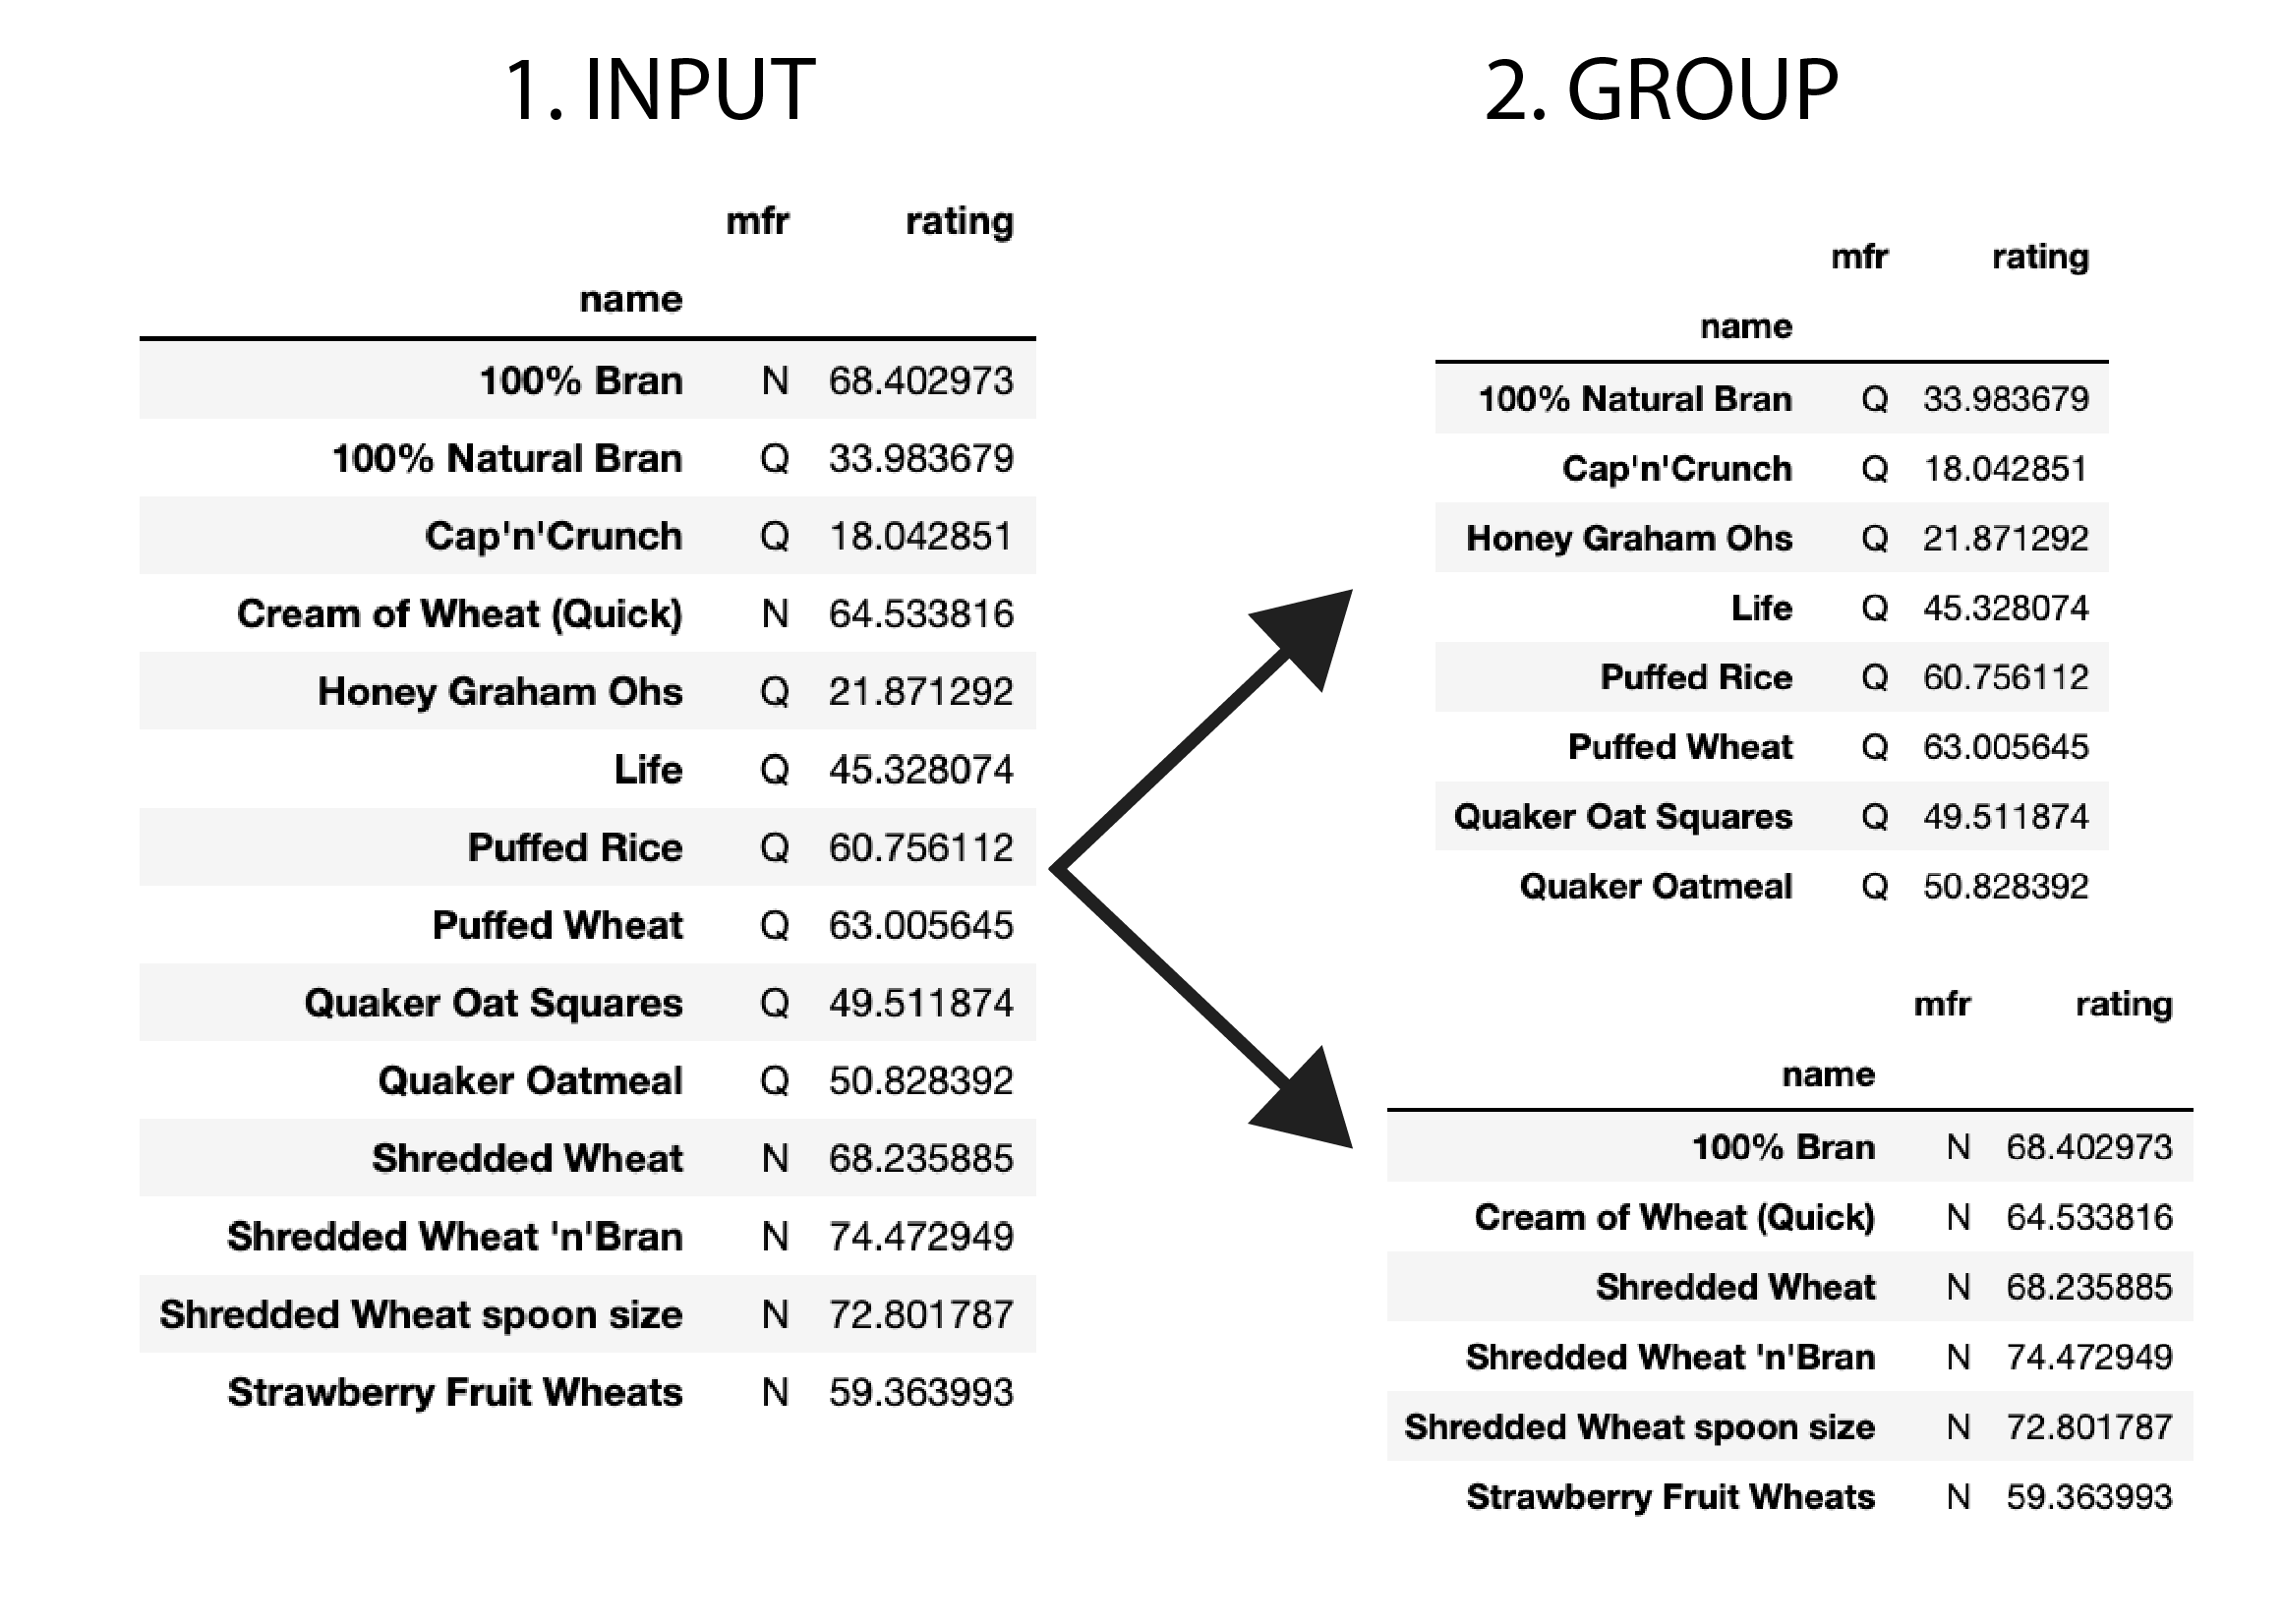 1. INPUT
mfr rating
name
100% Bran N 68.402973
100% Natural Bran Q 33.983679
Cap'n'Crunch Q 18.042851
Cream of Wheat (Quick) N 64.533816
Honey Graham Ohs Q 21.871292
Life Q 45.328074
Puffed Rice Q 60.756112
Puffed Wheat Q 63.005645
Quaker Oat Squares Q 49.511874
Quaker Oatmeal Q 50.828392
Shredded Wheat N 68.235885
Shredded Wheat 'n'Bran N 74.472949
Shredded Wheat spoon size N 72.801787
Strawberry Fruit Wheats N 59.363993
2. GROUP
mfr rating
name
100% Natural Bran Q 33.983679
Cap'n'Crunch Q 18.042851
Honey Graham Ohs Q 21.871292
Life Q 45.328074
Puffed Rice Q 60.756112
Puffed Wheat Q 63.005645
Quaker Oat Squares Q 49.511874
Quaker Oatmeal Q 50.828392
mfr rating
name
100% Bran N 68.402973
Cream of Wheat (Quick) N 64.533816
Shredded Wheat N 68.235885
Shredded Wheat 'n'Bran N 74.472949
Shredded Wheat spoon size N 72.801787
Strawberry Fruit Wheats N 59.363993